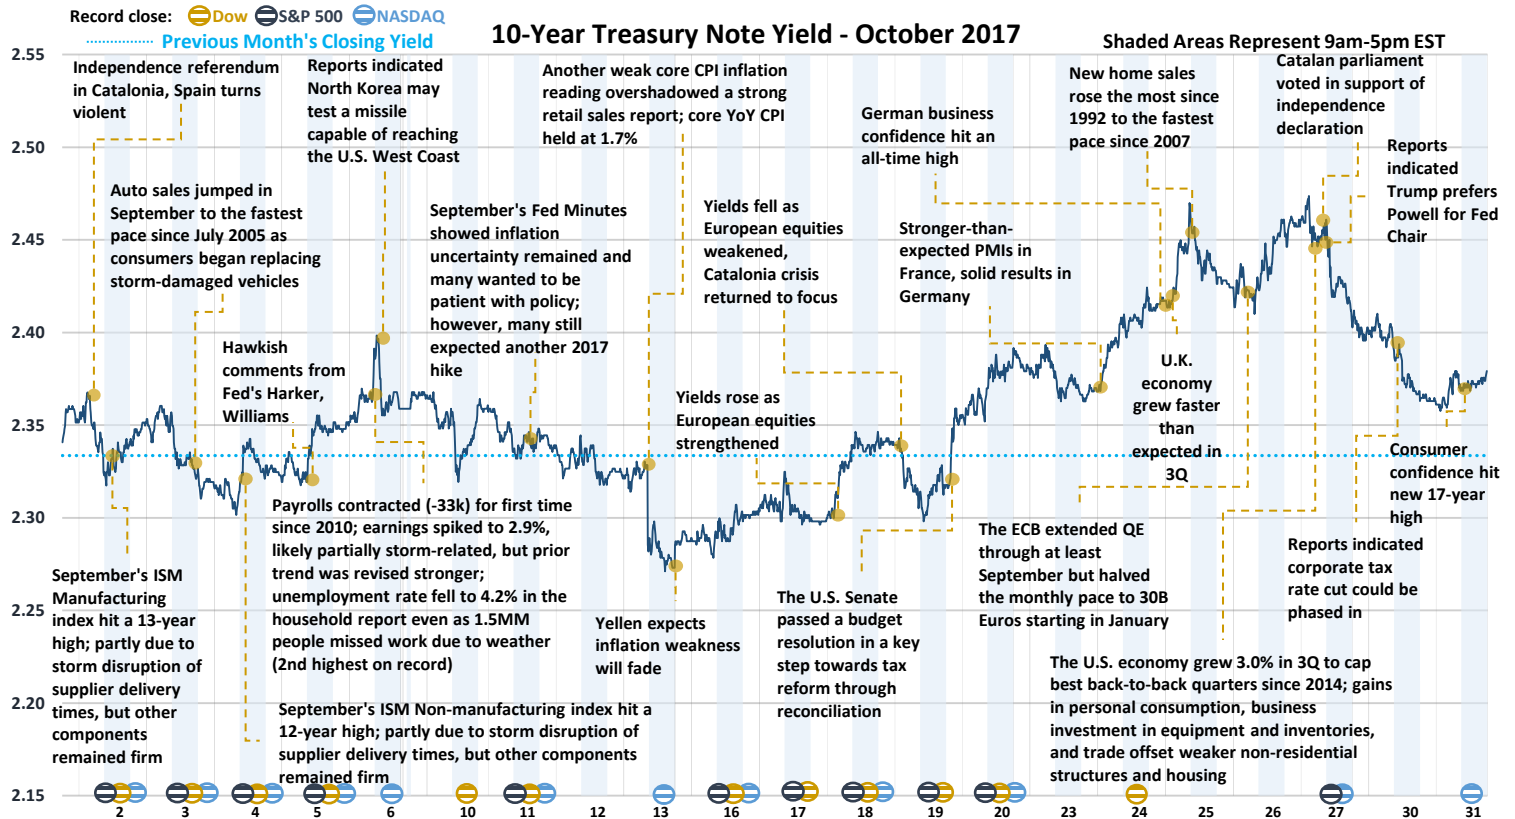 Record close: Dow S&P 500 NASDAQ
Previous Month's Closing Yield
10-Year Treasury Note Yield - October 2017
Shaded Areas Represent 9am-5pm EST
2.55
2.50
2.45
2.40
2.35
2.30
2.25
2.20
2.15
Independence referendum
in Catalonia, Spain turns
violent
Auto sales jumped in
September to the fastest
pace since July 2005 as
consumers began replacing
storm-damaged vehicles
Hawkish
comments from
Fed's Harker,
Williams
Reports indicated
North Korea may
test a missile
capable of reaching
the U.S. West Coast
September's Fed Minutes
showed inflation
uncertainty remained and
many wanted to be
patient with policy;
however, many still
expected another 2017
hike
Another weak core CPI inflation
reading overshadowed a strong
retail sales report; core YoY CPI
held at 1.7%
Yields fell as
European equities
weakened,
Catalonia crisis
returned to focus
Yields rose as
European equities
strengthened
German business
confidence hit an
all-time high
Stronger-than-
expected PMIs in
France, solid results in
Germany
New home sales
rose the most since
1992 to the fastest
pace since 2007
Catalan parliament
voted in support of
independence
declaration
Reports
indicated
Trump prefers
Powell for Fed
Chair
U.K.
economy
grew faster
than
expected in
3Q
Consumer
confidence hit
new 17-year
high
Reports indicated
corporate tax
rate cut could be
phased in
The ECB extended QE
through at least
September but halved
the monthly pace to 30B
Euros starting in January
The U.S. economy grew 3.0% in 3Q to cap
best back-to-back quarters since 2014; gains
in personal consumption, business
investment in equipment and inventories,
and trade offset weaker non-residential
structures and housing
The U.S. Senate
passed a budget
resolution in a key
step towards tax
reform through
reconciliation
Yellen expects
inflation weakness
will fade
Payrolls contracted (-33k) for first time
since 2010; earnings spiked to 2.9%,
likely partially storm-related, but prior
trend was revised stronger;
unemployment rate fell to 4.2% in the
household report even as 1.5MM
people missed work due to weather
(2nd highest on record)
September's ISM
Manufacturing
index hit a 13-year
high; partly due to
storm disruption of
supplier delivery
times, but other
components
remained firm
September's ISM Non-manufacturing index hit a
12-year high; partly due to storm disruption of
supplier delivery times, but other components
remained firm
2 3 4 5 6 10 11 12 13 16 17 18 19 20 23 24 25 26 27 30 31